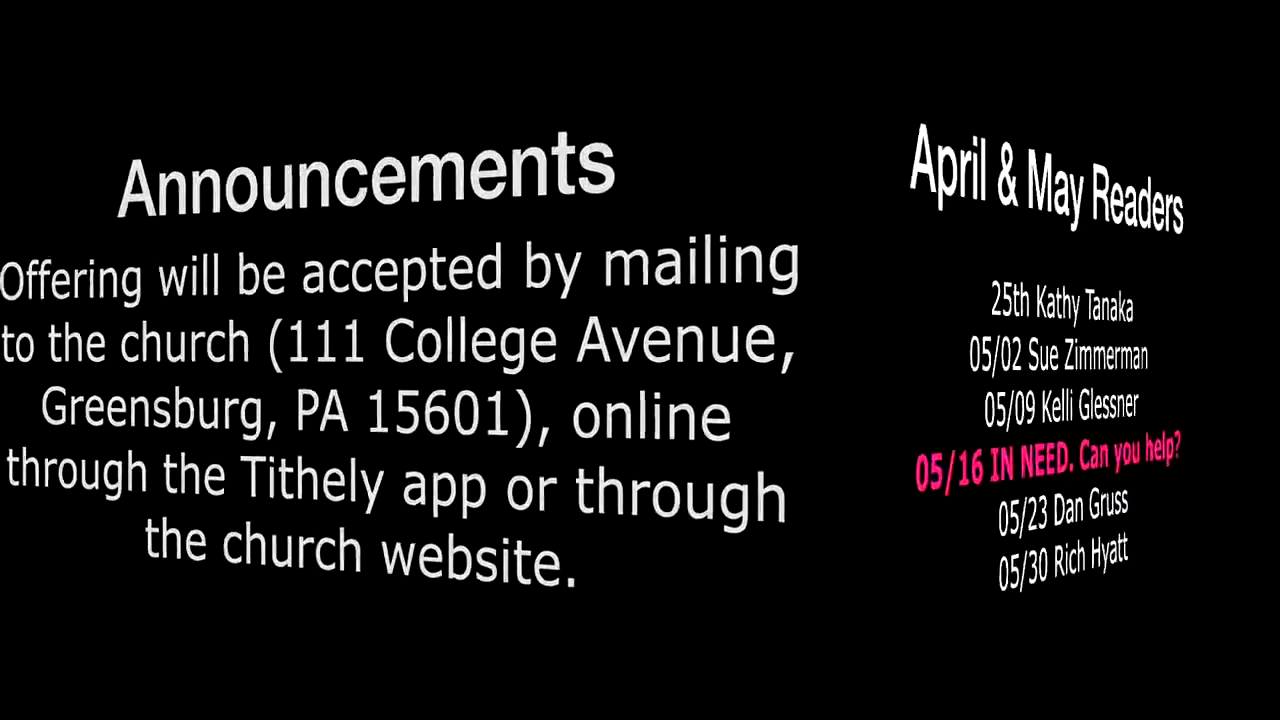 Announcements
Offering will be accepted by mailing
to the church (111 College Avenue,
Greensburg, PA 15601), online
through the Tithely app or through
the church website.
April & May Readers
25th Kathy Tanaka
05/02 Sue Zimmerman
05/09 Kelli Glessner
05/16 IN NEED. Can you help?
05/23 Dan Gruss
05/30 Rich Hyatt